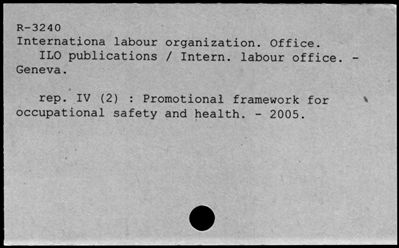 R-3240
Internationa labour organization. Office.
ILO publications / Intern. labour office. -
Geneva.
rep. IV (2) : Promotional framework for
occupational safety and health. - 2005.